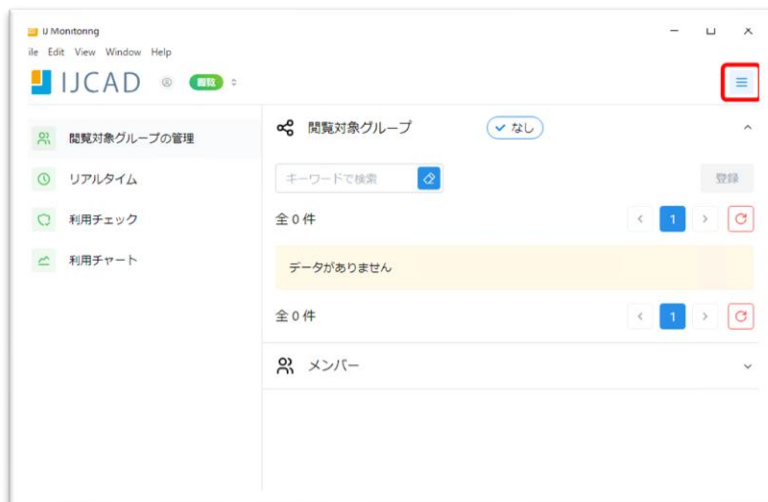 IJ Monitoring
ile Edit View Window Help
IJCAD 閲覧
閲覧対象グループの管理
リアルタイム
利用チェック
利用チャート
閲覧対象グループ なし
キーワードで検索 登録
全0件 1
データがありません
全0件 1
メンバー